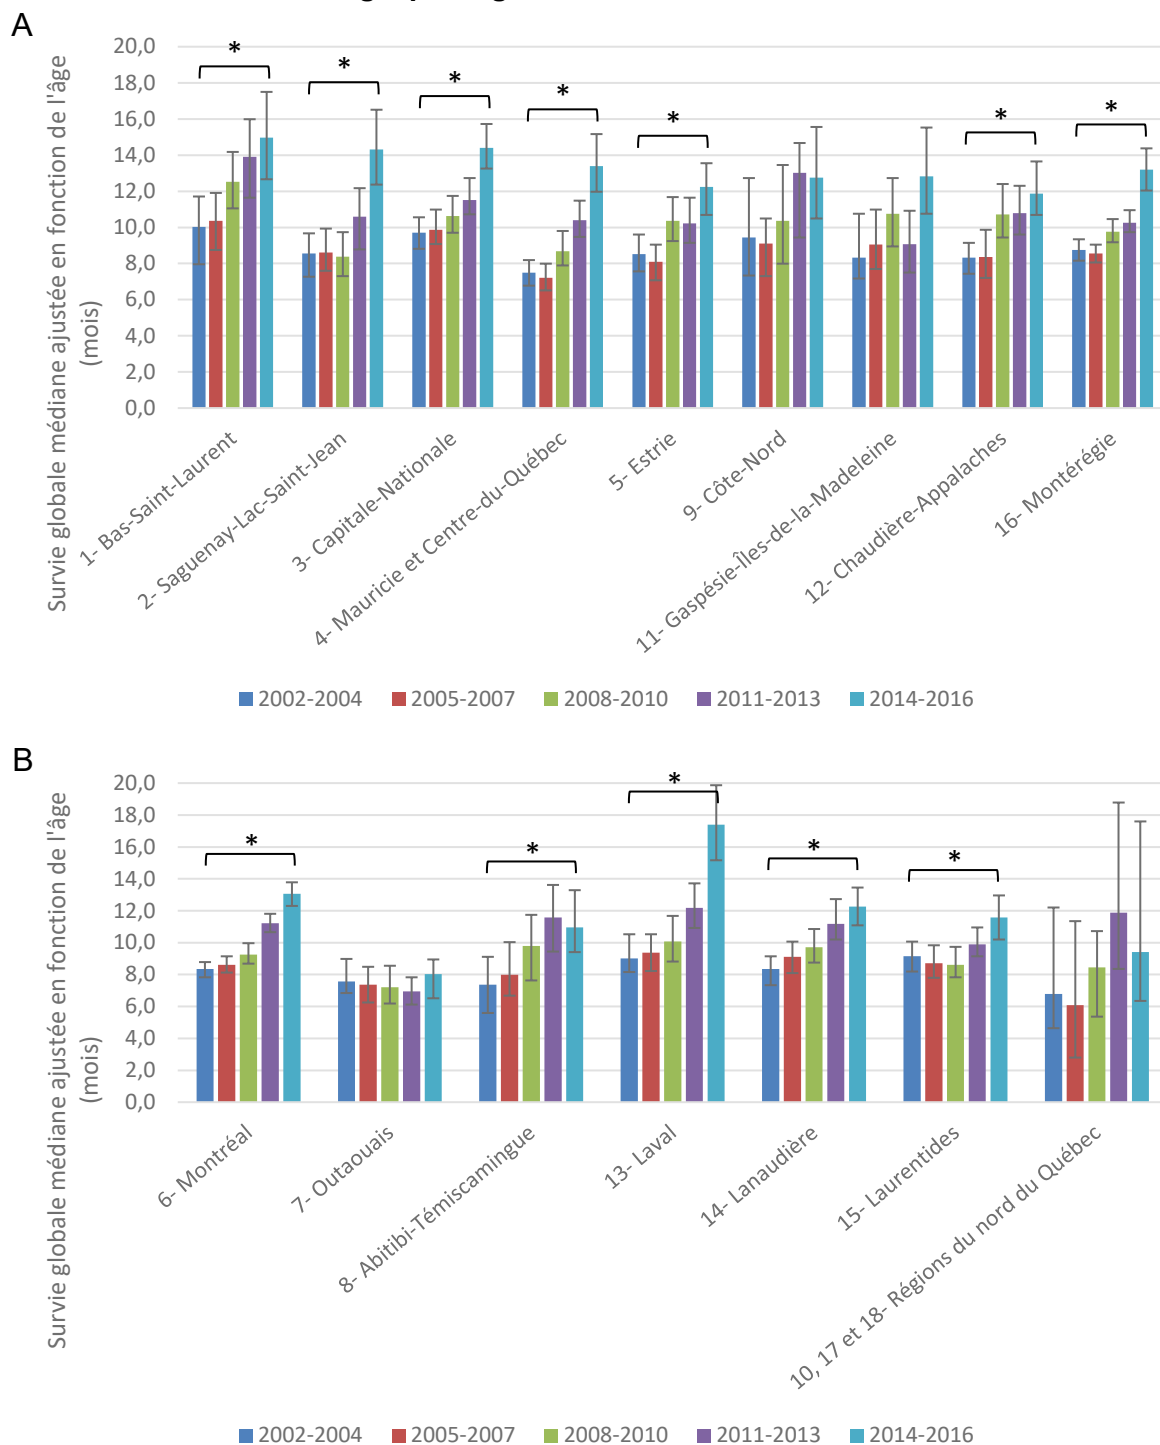 A
Survie globale médiane ajustée en fonction de l'âge
(mois)
20,0
18,0
16,0
14,0
12,0
10,0
8,0
6,0
4,0
2,0
0,0
*
*
*
*
*
*
*
1- Bas-Saint-Laurent
2- Saguenay-Lac-Saint-Jean
3- Capitale-Nationale
4- Mauricie et Centre-du-Québec
5- Estrie
9- Côte-Nord
11- Gaspésie-Îles-de-la-Madeleine
12- Chaudière-Appalaches
16- Montérégie
2002-2004 2005-2007 2008-2010 2011-2013 2014-2016
B
Survie globale médiane ajustée en fonction de l'âge
(mois)
20,0
18,0
16,0
14,0
12,0
10,0
8,0
6,0
4,0
2,0
0,0
*
*
*
*
*
6- Montréal
7- Outaouais
8- Abitibi-Témiscamingue
13- Laval
14- Lanaudière
15- Laurentides
10, 17 et 18- Régions du nord du Québec
2002-2004 2005-2007 2008-2010 2011-2013 2014-2016